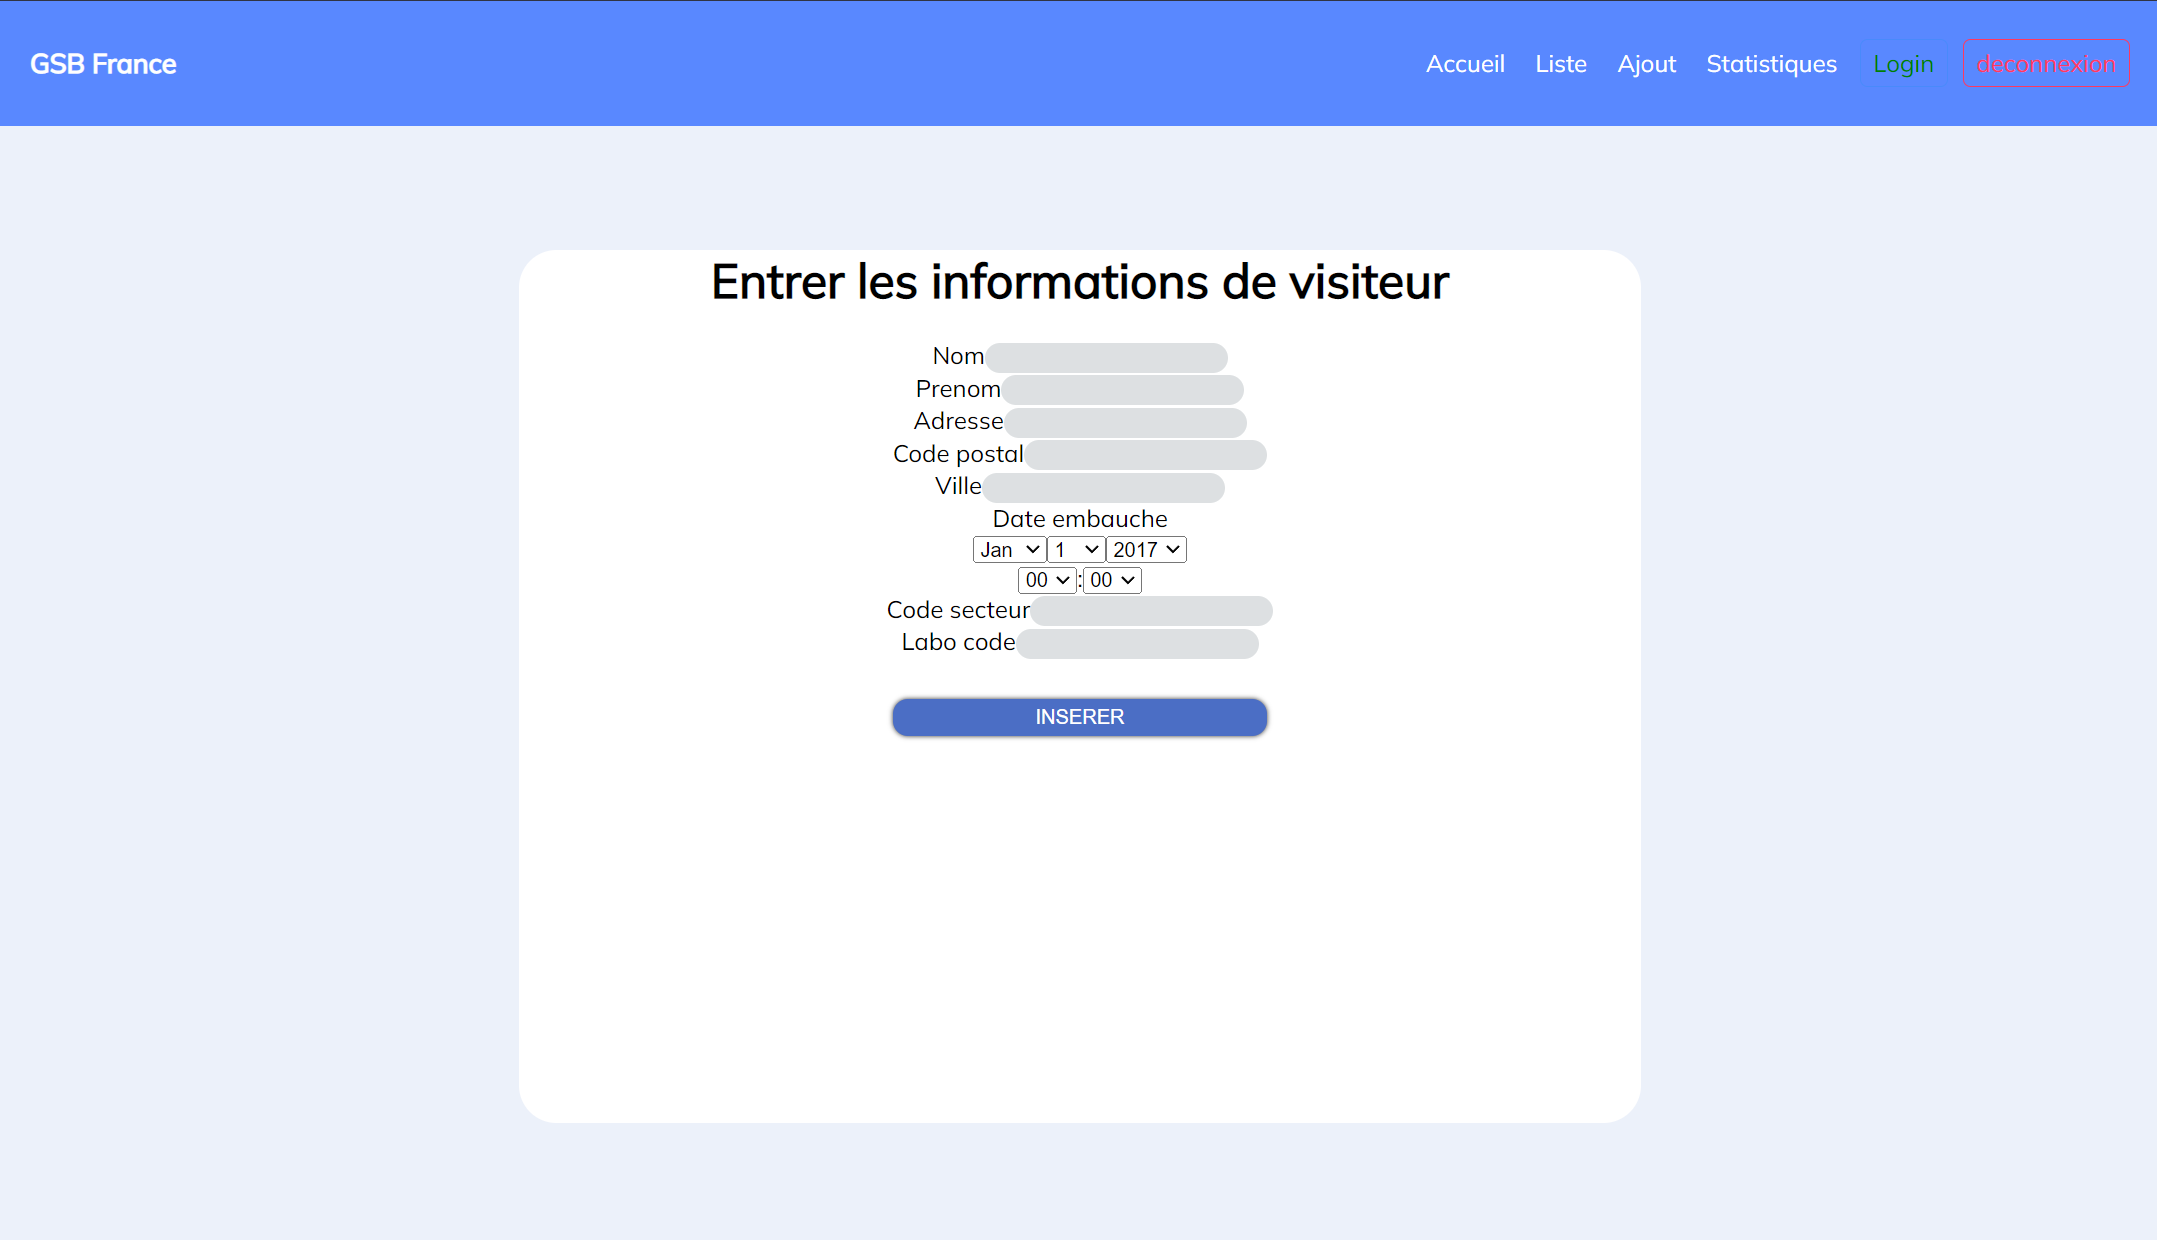 GSB France Accueil Liste Ajout Statistiques Login deconnexion
Entrer les informations de visiteur
Nom
Prenom
Adresse
Code postal
Ville
Date embauche
Jan 1 2017
00 : 00
Code secteur
Labo code
INSERER